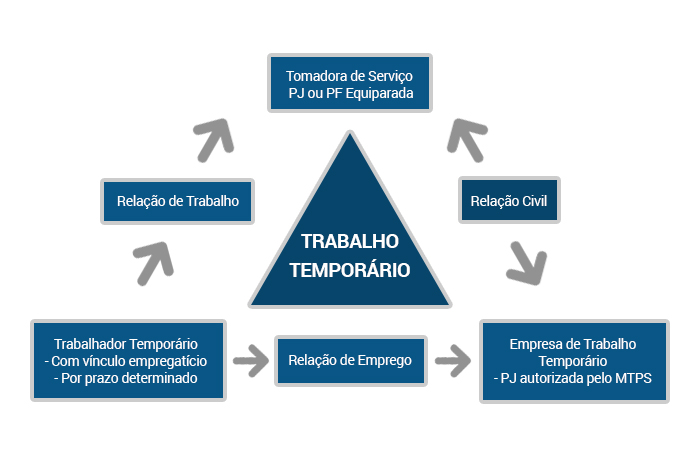 Tomadora de Serviço
PJ ou PF Equiparada
Relação de Trabalho
Relação Civil
TRABALHO
TEMPORÁRIO
Trabalhador Temporário
- Com vínculo empregatício
- Por prazo determinado
Relação de Emprego
Empresa de Trabalho
Temporário
- PJ autorizada pelo MTPS